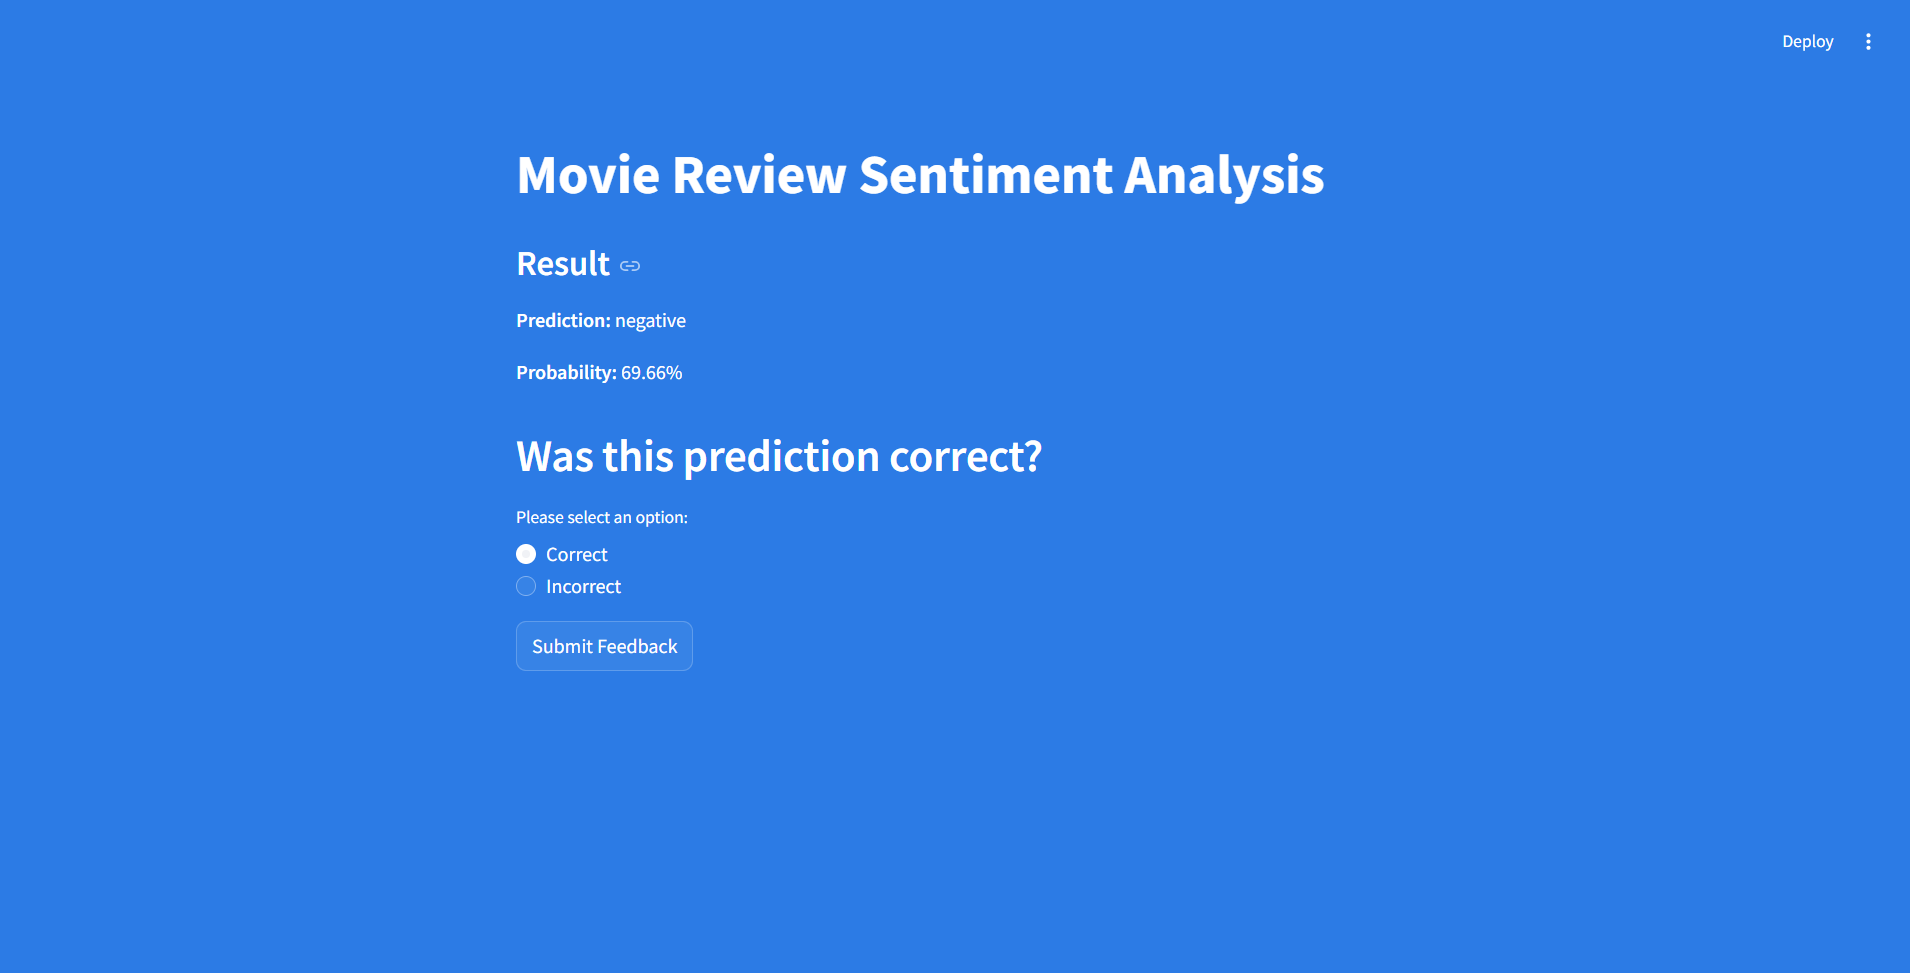 Deploy
Movie Review Sentiment Analysis
Result
Prediction: negative
Probability: 69.66%
Was this prediction correct?
Please select an option:
Correct
Incorrect
Submit Feedback